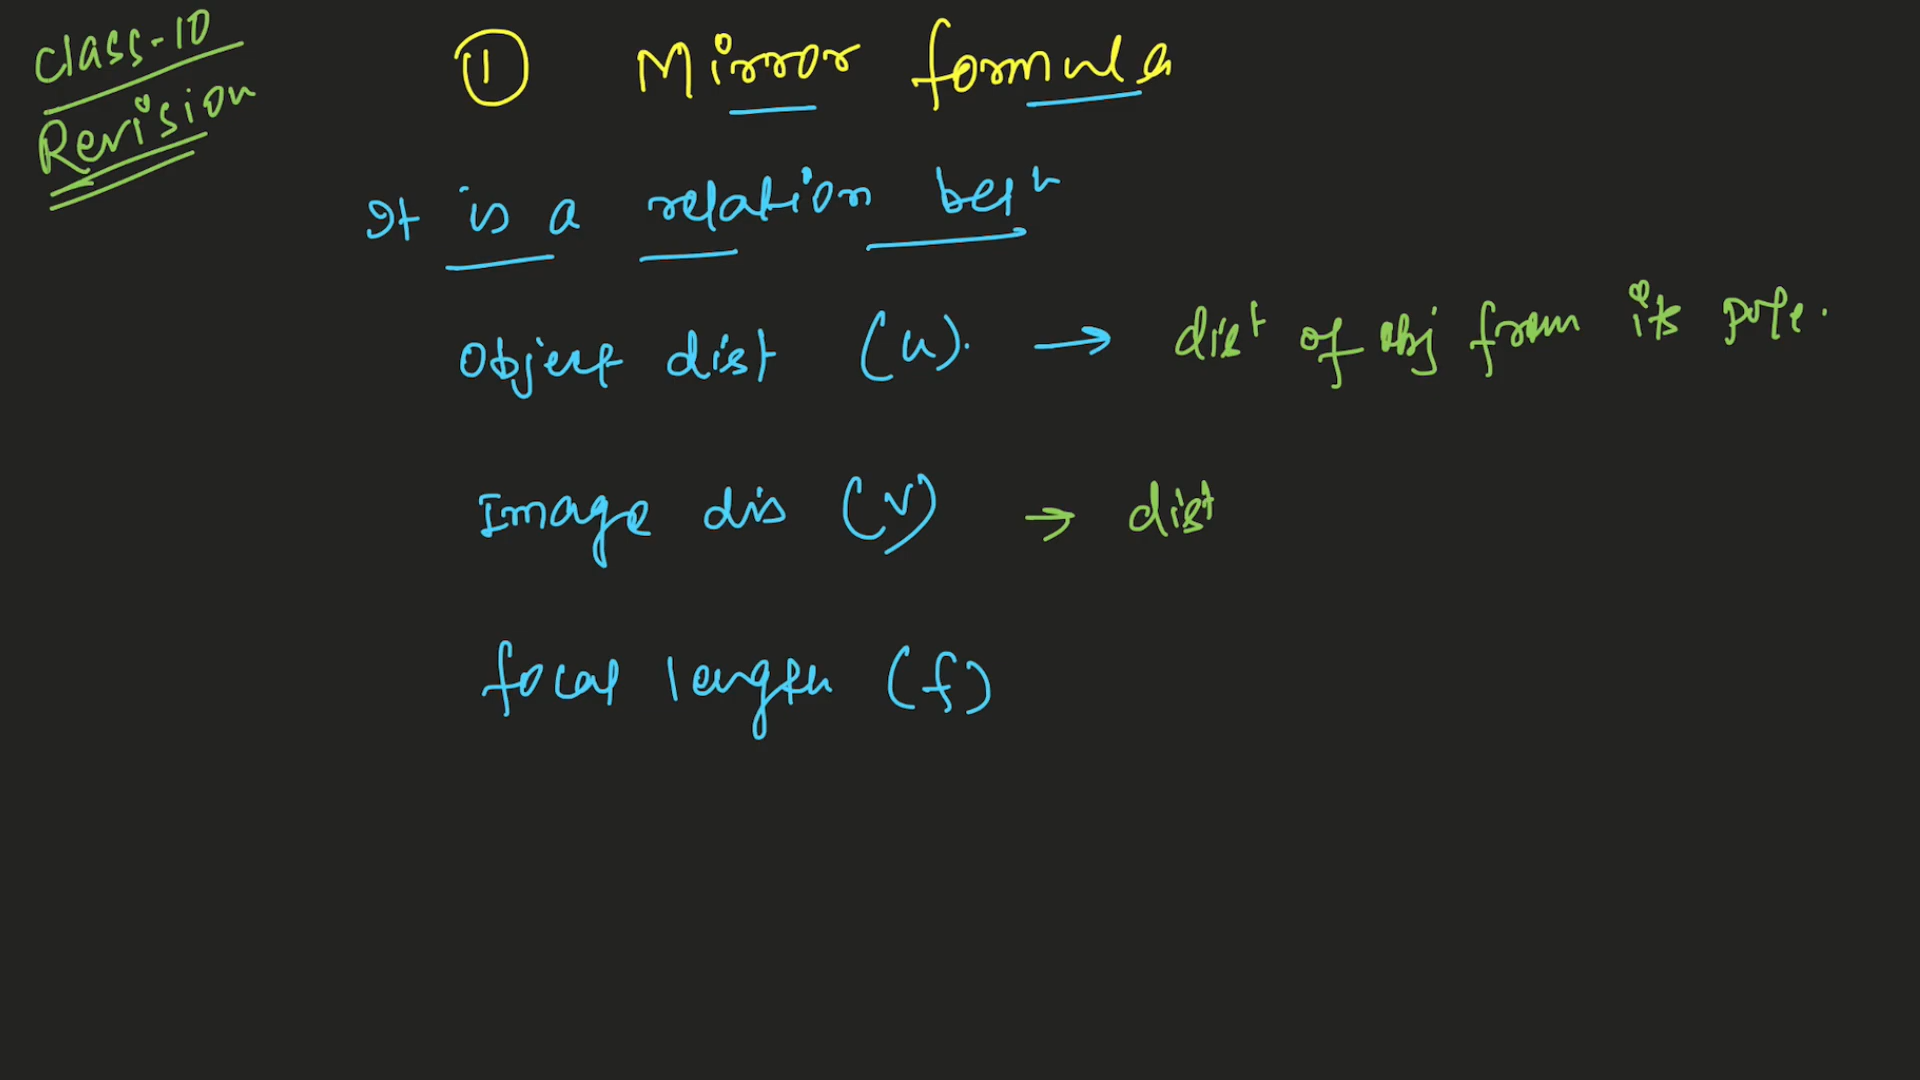 Class-10
Revision
① Mirror formula
It is a relation betn
Object dist (u). → dist of obj from its pole.
Image dis (v) → dist
focal length (f)